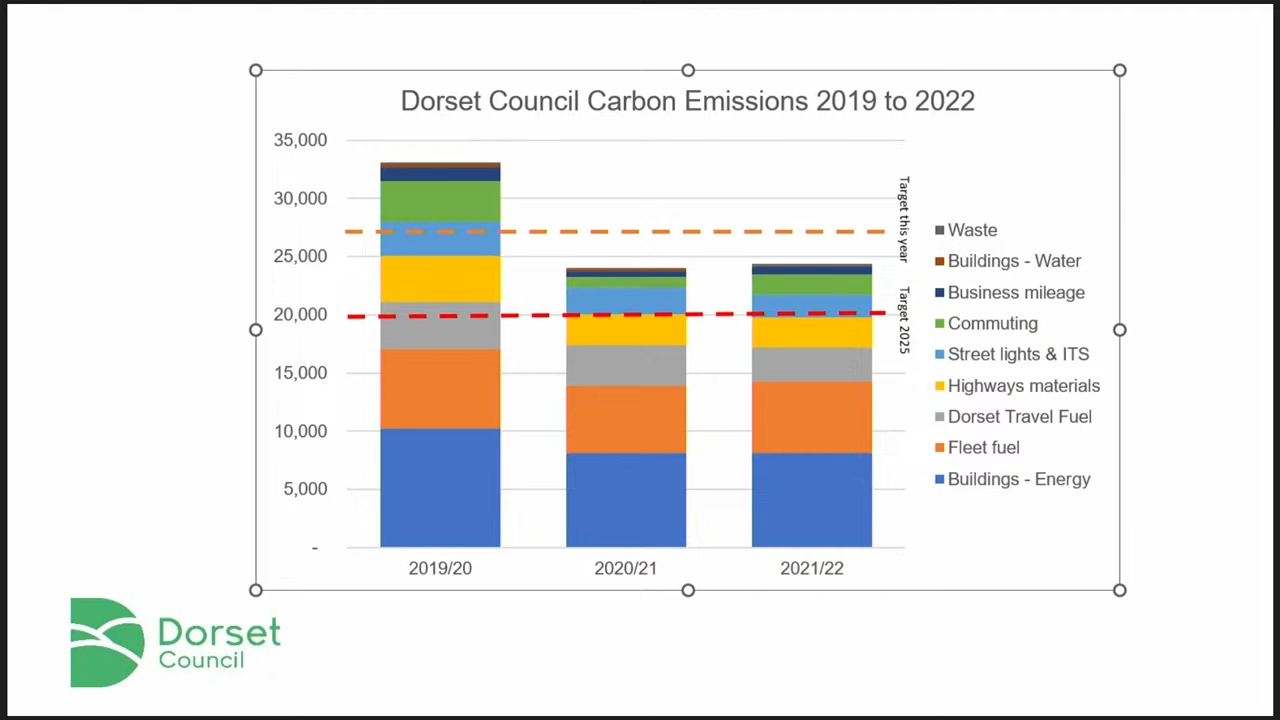 Dorset Council Carbon Emissions 2019 to 2022
35,000
30,000
25,000
20,000
15,000
10,000
5,000
-
2019/20
2020/21
2021/22
Target this year
Target 2025
Waste
Buildings - Water
Business mileage
Commuting
Street lights & ITS
Highways materials
Dorset Travel Fuel
Fleet fuel
Buildings - Energy
Dorset
Council